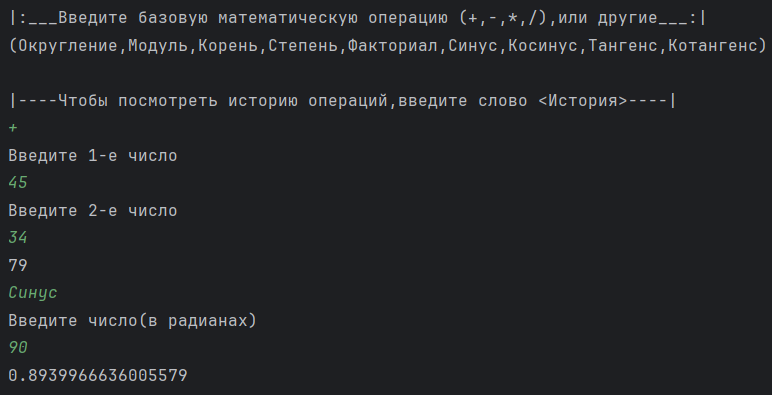 |:___Введите базовую математическую операцию (+,-,*,/),или другие___:|
(Округление,Модуль,Корень,Степень,Факториал,Синус,Косинус,Тангенс,Котангенс)
|----Чтобы посмотреть историю операций,введите слово <История>----|
+
Введите 1-е число
45
Введите 2-е число
34
79
Синус
Введите число(в радианах)
90
0.8939966636005579